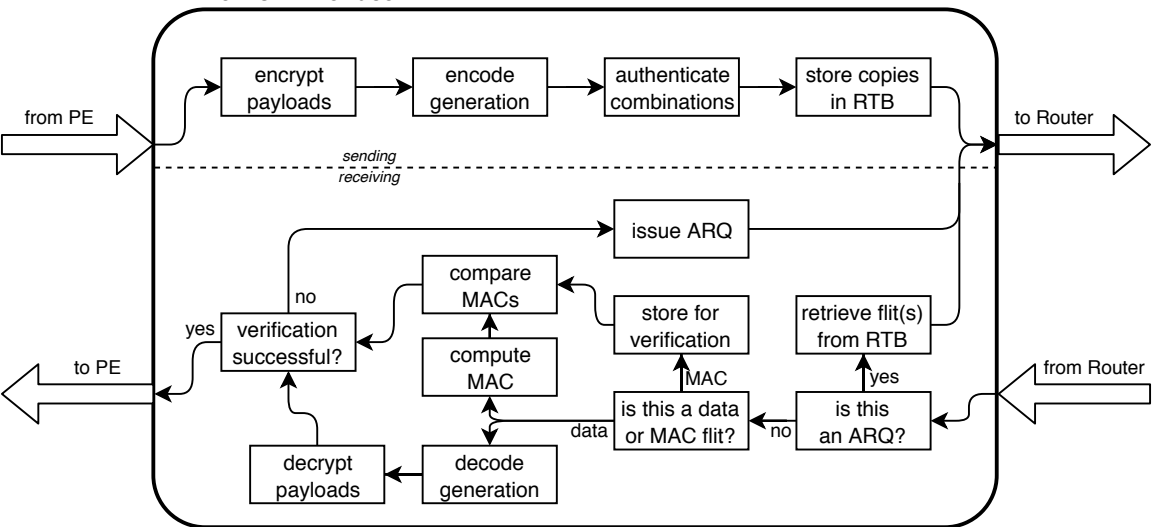 encrypt
payloads
encode
generation
authenticate
combinations
store copies
in RTB
from PE
to Router
sending
receiving
issue ARQ
compare
MACs
no
store for
verification
retrieve flit(s)
from RTB
yes
verification
successful?
compute
MAC
to PE
from Router
MAC
yes
is this a data
or MAC flit?
is this
an ARQ?
data
no
decrypt
payloads
decode
generation